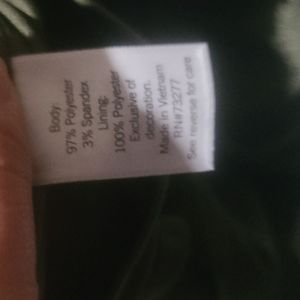 Body:
97% Polyester
3% Spandex
Lining:
100% Polyester
Exclusive of
decoration.
Made in Vietnam
RN#73277
See reverse for care